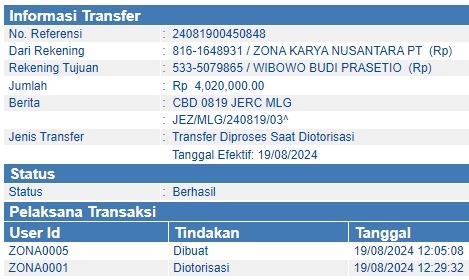 Informasi Transfer
No. Referensi : 24081900450848
Dari Rekening : 816-1648931 / ZONA KARYA NUSANTARA PT (Rp)
Rekening Tujuan : 533-5079865 / WIBOWO BUDI PRASETIO (Rp)
Jumlah : Rp 4,020,000.00
Berita : CBD 0819 JERC MLG
: JEZ/MLG/240819/03^
Jenis Transfer : Transfer Diproses Saat Diotorisasi
Tanggal Efektif: 19/08/2024
Status
Status : Berhasil
Pelaksana Transaksi
User Id Tindakan Tanggal
ZONA0005 Dibuat 19/08/2024 12:05:08
ZONA0001 Diotorisasi 19/08/2024 12:29:32